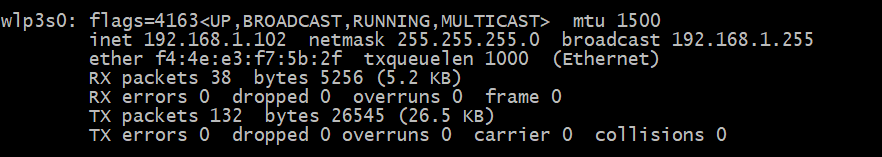 wlp3s0: flags=4163<UP,BROADCAST,RUNNING,MULTICAST>  mtu 1500
        inet 192.168.1.102  netmask 255.255.255.0  broadcast 192.168.1.255
        ether f4:4e:e3:f7:5b:2f  txqueuelen 1000  (Ethernet)
        RX packets 38  bytes 5256 (5.2 KB)
        RX errors 0  dropped 0  overruns 0  frame 0
        TX packets 132  bytes 26545 (26.5 KB)
        TX errors 0  dropped 0 overruns 0  carrier 0  collisions 0